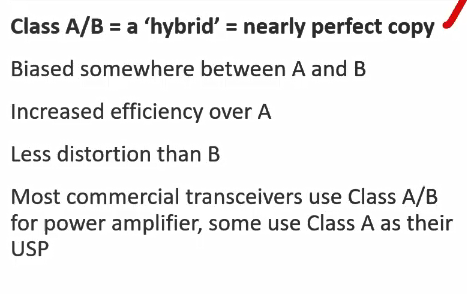 Class A/B = a ‘hybrid’ = nearly perfect copy
Biased somewhere between A and B
Increased efficiency over A
Less distortion than B
Most commercial transceivers use Class A/B
for power amplifier, some use Class A as their
USP